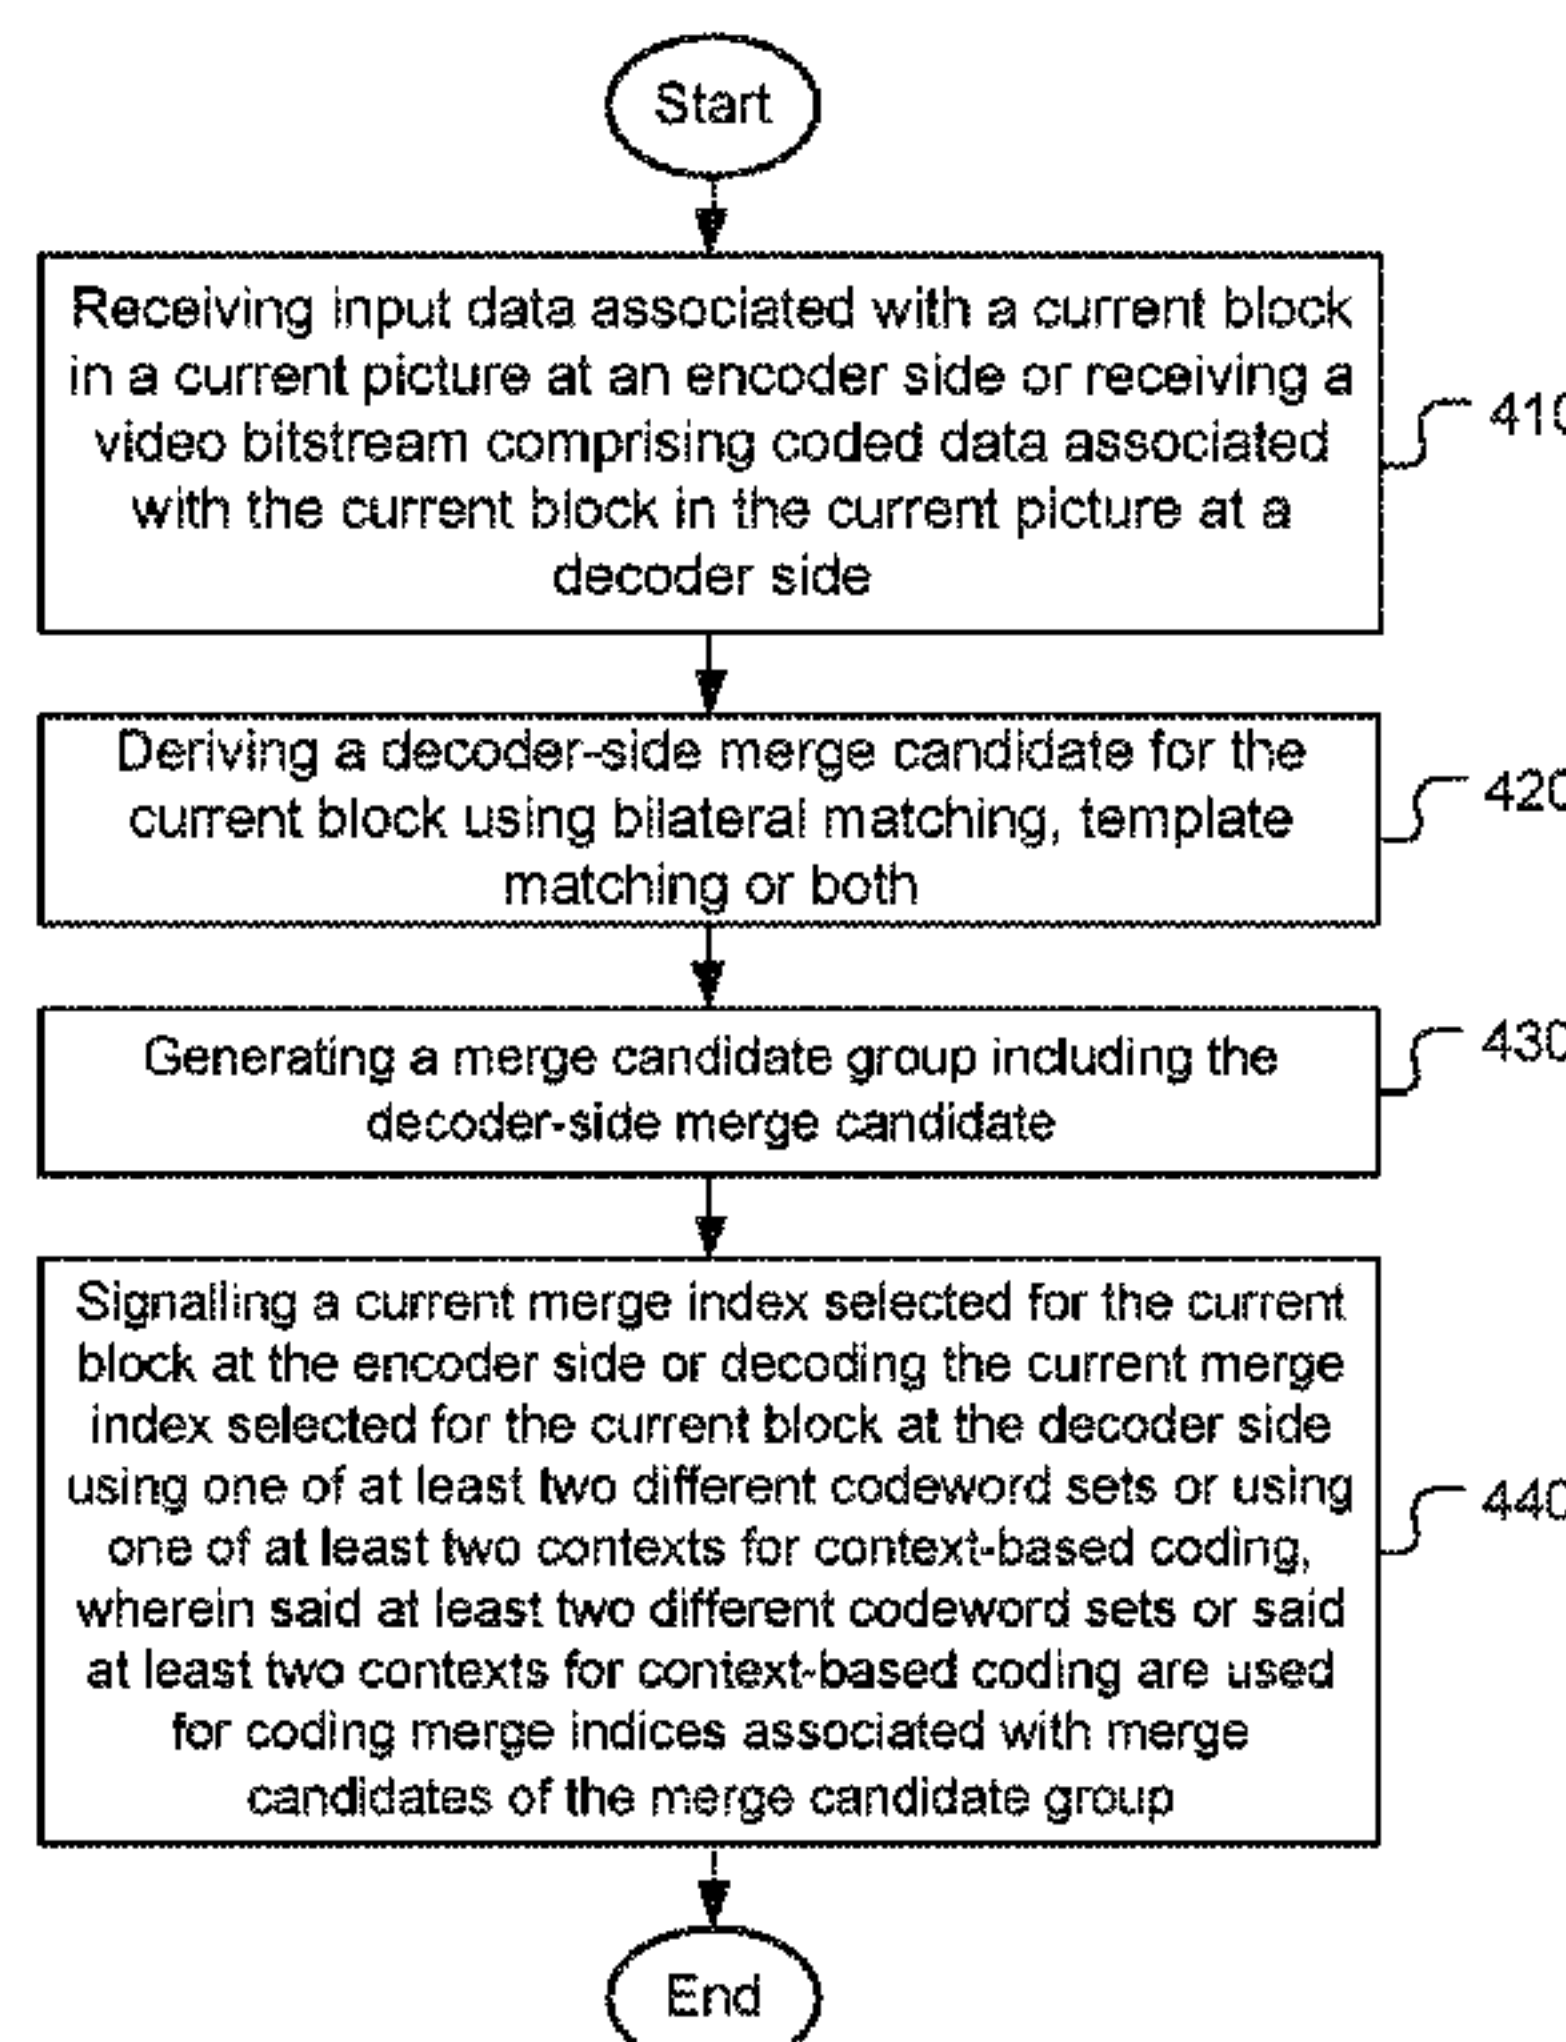 Start
Receiving input data associated with a current block
in a current picture at an encoder side or receiving a
video bitstream comprising coded data associated
with the current block in the current picture at a
decoder side
410
Deriving a decoder-side merge candidate for the
current block using bilateral matching, template
matching or both
420
Generating a merge candidate group including the
decoder-side merge candidate
430
Signalling a current merge index selected for the current
block at the encoder side or decoding the current merge
index selected for the current block at the decoder side
using one of at least two different codeword sets or using
one of at least two contexts for context-based coding,
wherein said at least two different codeword sets or said
at least two contexts for context-based coding are used
for coding merge indices associated with merge
candidates of the merge candidate group
440
End